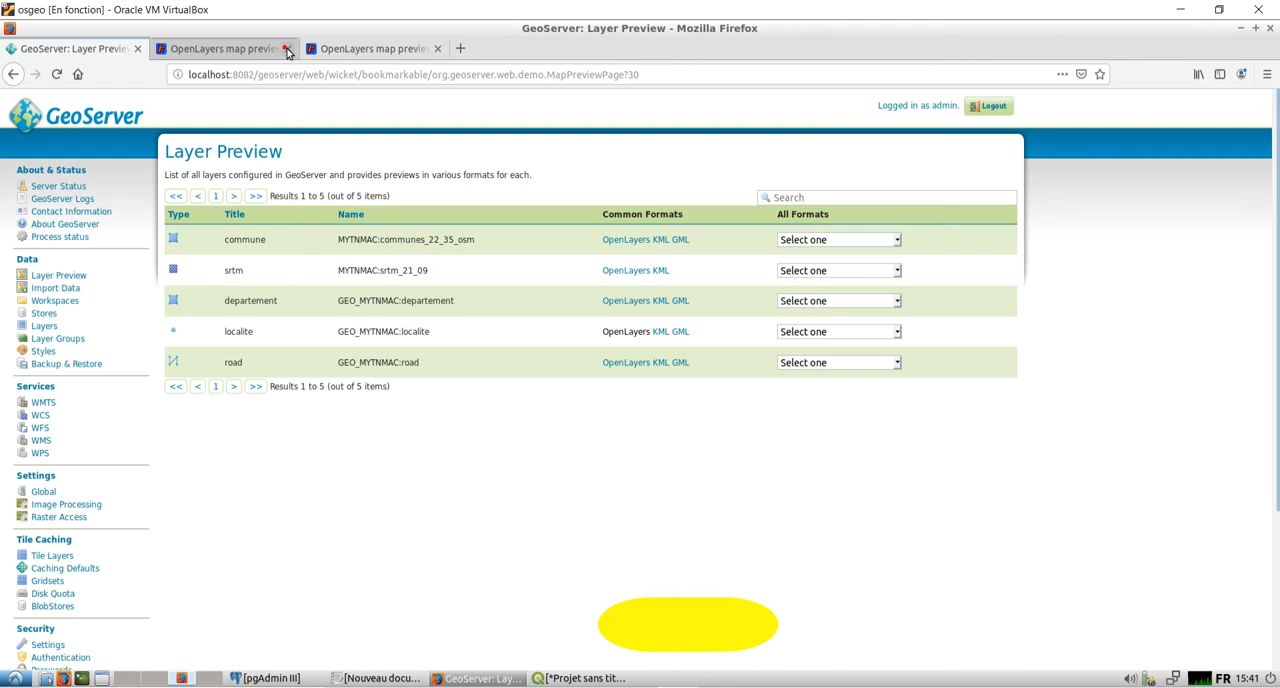 osgeo [En fonction] - Oracle VM VirtualBox
GeoServer: Layer Preview - Mozilla Firefox
GeoServer: Layer Previe
OpenLayers map preview
OpenLayers map previe
localhost:8082/geoserver/web/wicket/bookmarkable/org.geoserver.web.demo.MapPreviewPage?30
GeoServer
Logged in as admin. Logout
About & Status
Server Status
GeoServer Logs
Contact Information
About GeoServer
Process status
Data
Layer Preview
Import Data
Workspaces
Stores
Layers
Layer Groups
Styles
Backup & Restore
Services
WMTS
WCS
WFS
WMS
WPS
Settings
Global
Image Processing
Raster Access
Tile Caching
Tile Layers
Caching Defaults
Gridsets
Disk Quota
BlobStores
Security
Settings
Authentication
Layer Preview
List of all layers configured in GeoServer and provides previews in various formats for each.
<< < 1 > >> Results 1 to 5 (out of 5 items) Search
Type Title Name Common Formats All Formats
commune MYTNMAC:communes_22_35_osm OpenLayers KML GML Select one
srtm MYTNMAC:srtm_21_09 OpenLayers KML Select one
departement GEO_MYTNMAC:departement OpenLayers KML GML Select one
localite GEO_MYTNMAC:localite OpenLayers KML GML Select one
road GEO_MYTNMAC:road OpenLayers KML GML Select one
<< < 1 > >> Results 1 to 5 (out of 5 items)
[pgAdmin III] [Nouveau docu... GeoServer: Lay... [*Projet sans tit... FR 15:41